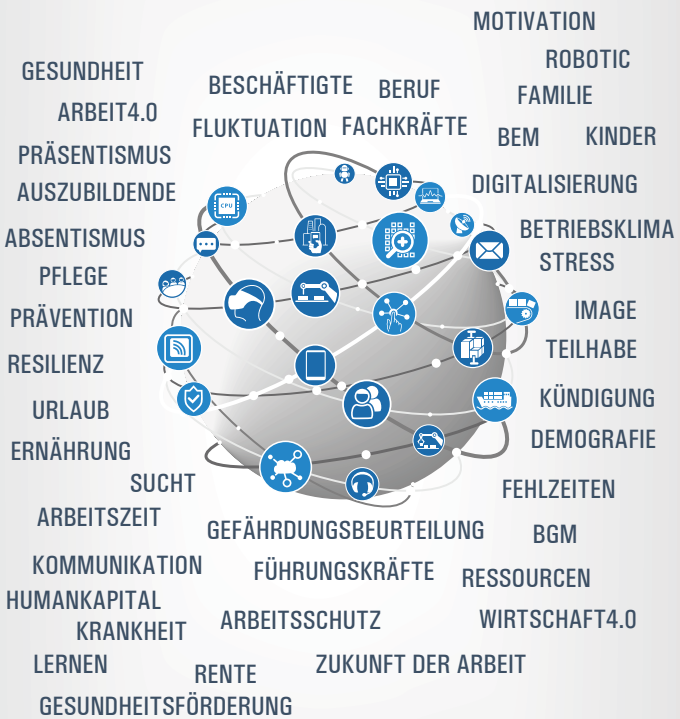 MOTIVATION
ROBOTIC
GESUNDHEIT
BESCHÄFTIGTE
BERUF
FAMILIE
ARBEIT4.0
FLUKTUATION
FACHKRÄFTE
BEM
KINDER
PRÄSENTISMUS
AUSZUBILDENDE
DIGITALISIERUNG
CPU
ABSENTISMUS
BETRIEBSKLIMA
PFLEGE
STRESS
PRÄVENTION
IMAGE
RESILIENZ
TEILHABE
URLAUB
KÜNDIGUNG
ERNÄHRUNG
DEMOGRAFIE
SUCHT
FEHLZEITEN
ARBEITSZEIT
GEFÄHRDUNGSBEURTEILUNG
BGM
KOMMUNIKATION
FÜHRUNGSKRÄFTE
RESSOURCEN
HUMANKAPITAL
ARBEITSSCHUTZ
WIRTSCHAFT4.0
KRANKHEIT
LERNEN
RENTE
ZUKUNFT DER ARBEIT
GESUNDHEITSFÖRDERUNG